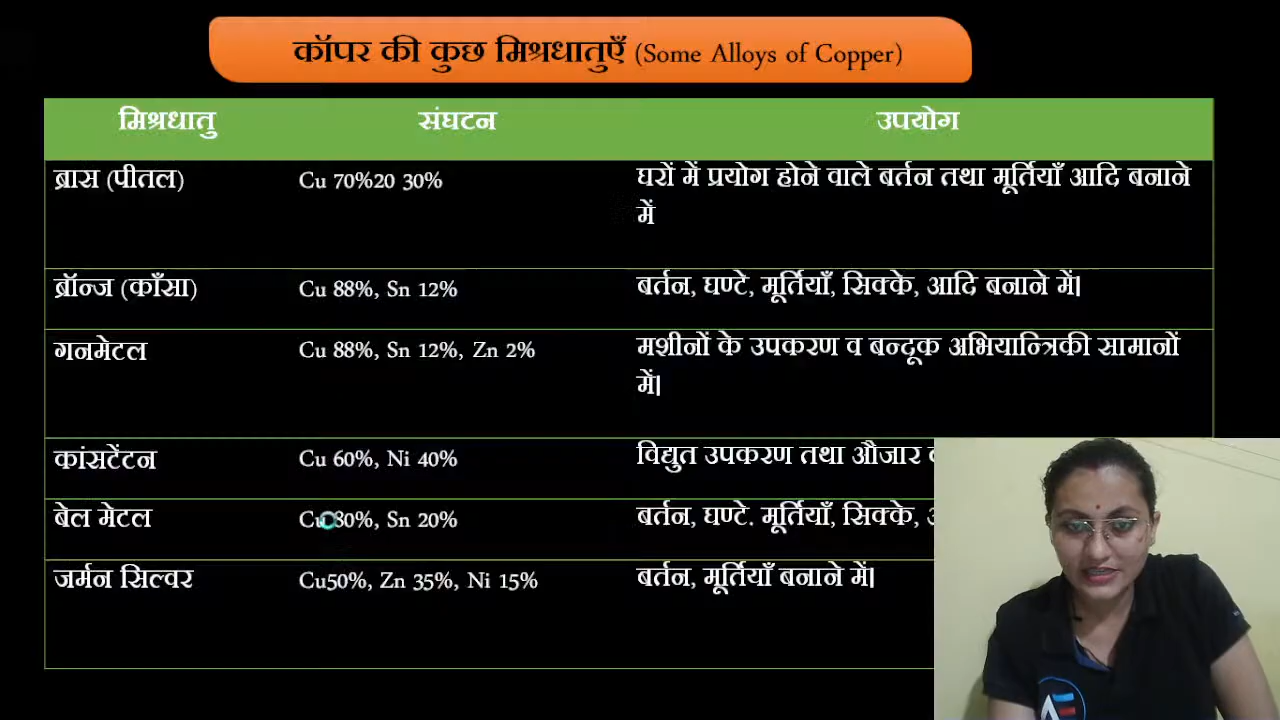 कॉपर की कुछ मिश्रधातुएँ (Some Alloys of Copper)
मिश्रधातु संघटन उपयोग
ब्रास (पीतल) Cu 70%20 30% घरों में प्रयोग होने वाले बर्तन तथा मूर्तियाँ आदि बनाने
में
ब्रॉन्ज (काँसा) Cu 88%, Sn 12% बर्तन, घण्टे, मूर्तियाँ, सिक्के, आदि बनाने में।
गनमेटल Cu 88%, Sn 12%, Zn 2% मशीनों के उपकरण व बन्दूक अभियान्त्रिकी सामानों
में।
कांसटेंटन Cu 60%, Ni 40% विद्युत उपकरण तथा औजार
बेल मेटल Cu 80%, Sn 20% बर्तन, घण्टे. मूर्तियाँ, सिक्के,
जर्मन सिल्वर Cu50%, Zn 35%, Ni 15% बर्तन, मूर्तियाँ बनाने में।